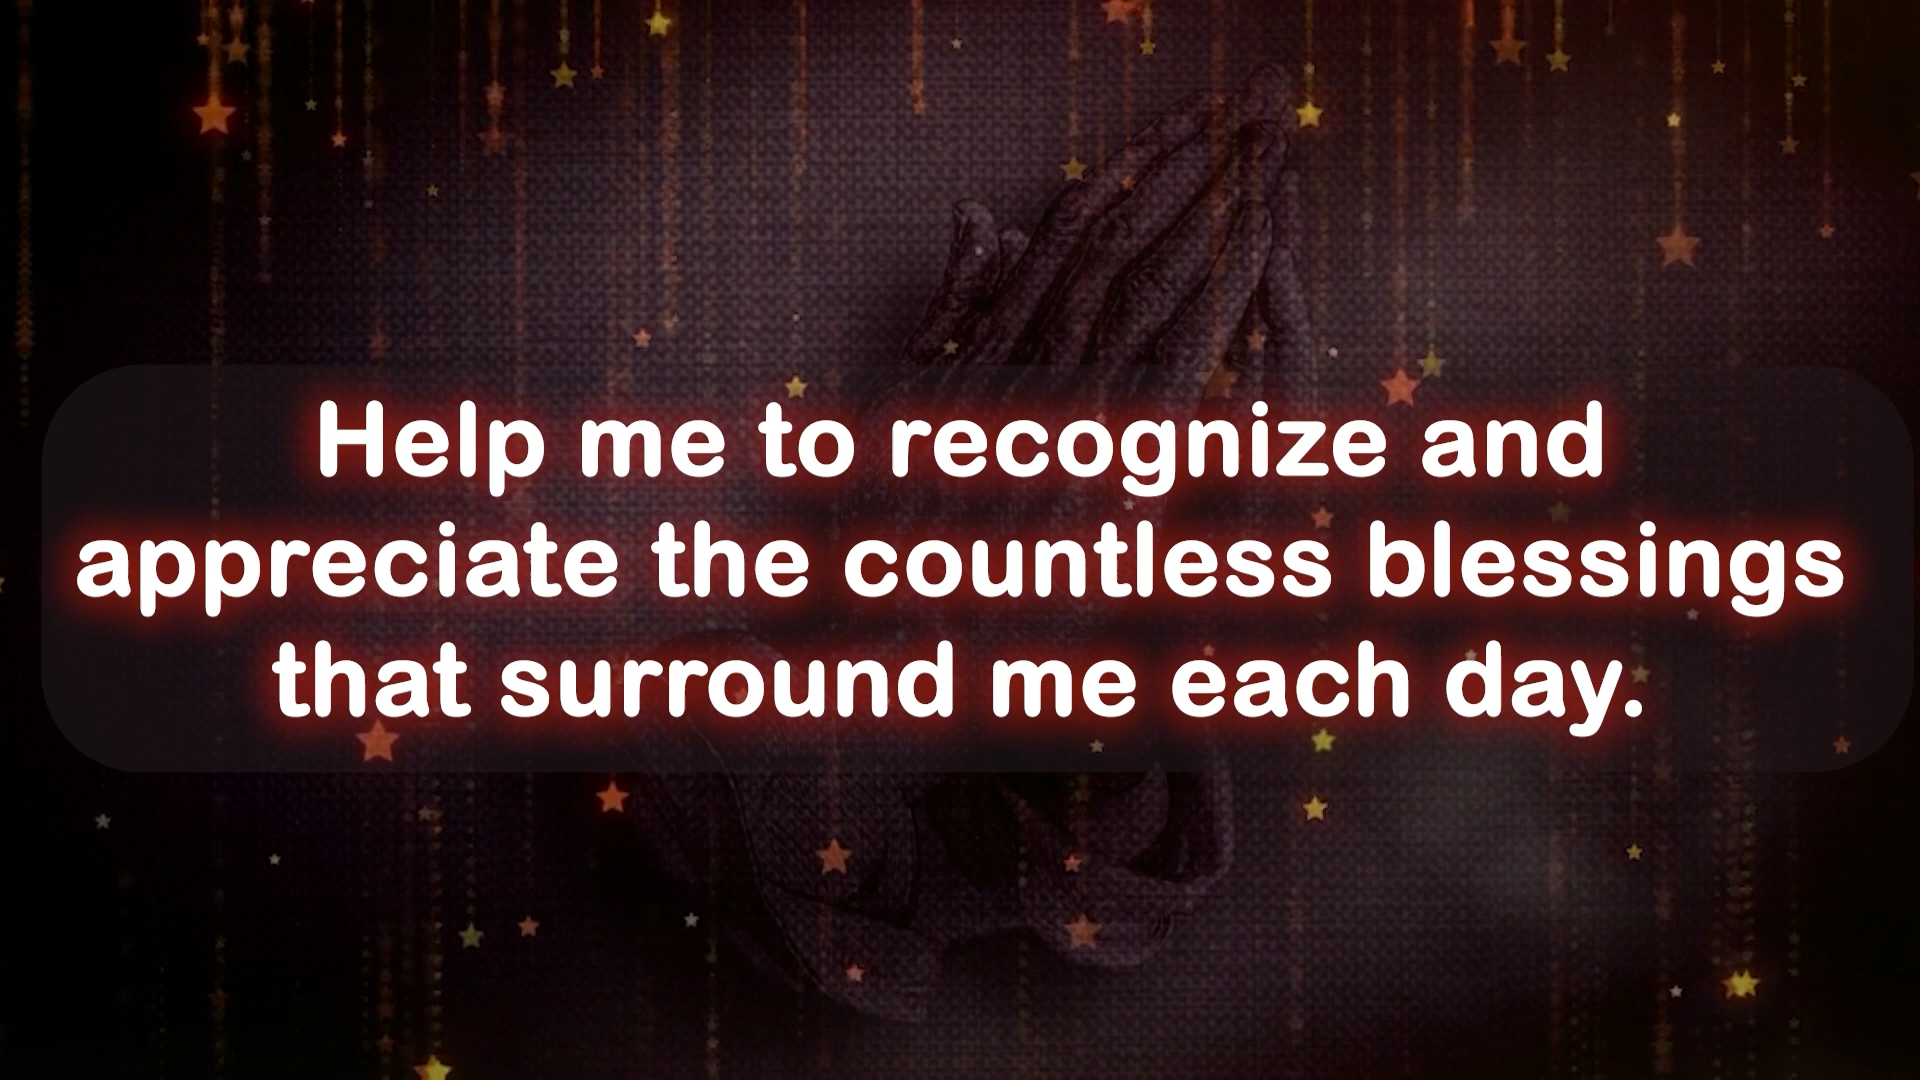 Help me to recognize and
appreciate the countless blessings
that surround me each day.